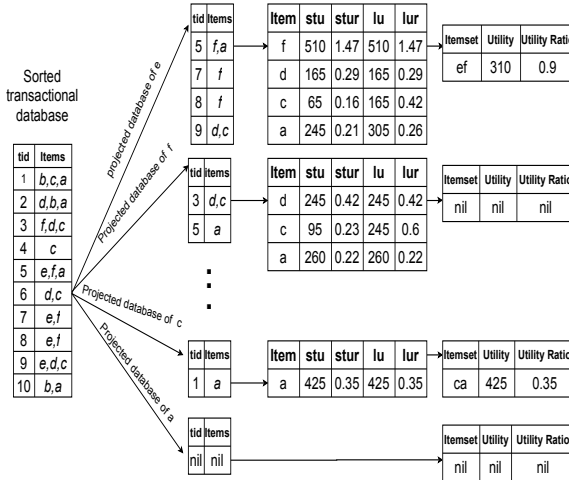 Sorted
transactional
database
tid Items
1 b,c,a
2 d,b,a
3 f,d,c
4 c
5 e,f,a
6 d,c
7 e,f
8 e,f
9 e,d,c
10 b,a
projected database of e
tid Items
5 f,a
7 f
8 f
9 d,c
Item stu stur lu lur
f 510 1.47 510 1.47
d 165 0.29 165 0.29
c 65 0.16 165 0.42
a 245 0.21 305 0.26
Itemset Utility Utility Ratio
ef 310 0.9
Projected database of f
tid Items
3 d,c
5 a
Item stu stur lu lur
d 245 0.42 245 0.42
c 95 0.23 245 0.6
a 260 0.22 260 0.22
Itemset Utility Utility Ratio
nil nil nil
Projected database of c
tid Items
1 a
Item stu stur lu lur
a 425 0.35 425 0.35
Itemset Utility Utility Ratio
ca 425 0.35
Projected database of a
tid Items
nil nil
Itemset Utility Utility Ratio
nil nil nil